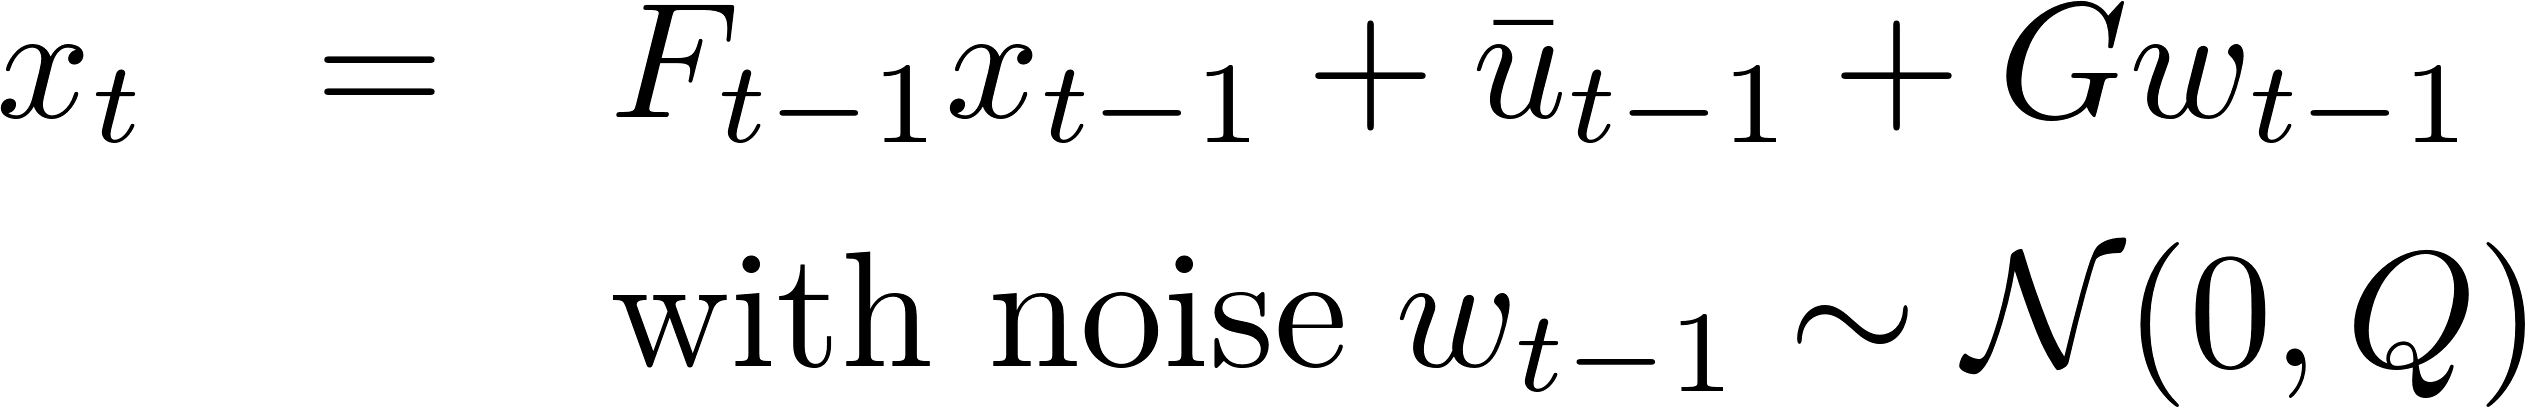 x_t = F_{t-1} x_{t-1} + \bar{u}_{t-1} + G w_{t-1}
with noise w_{t-1} \sim \mathcal{N}(0, Q)